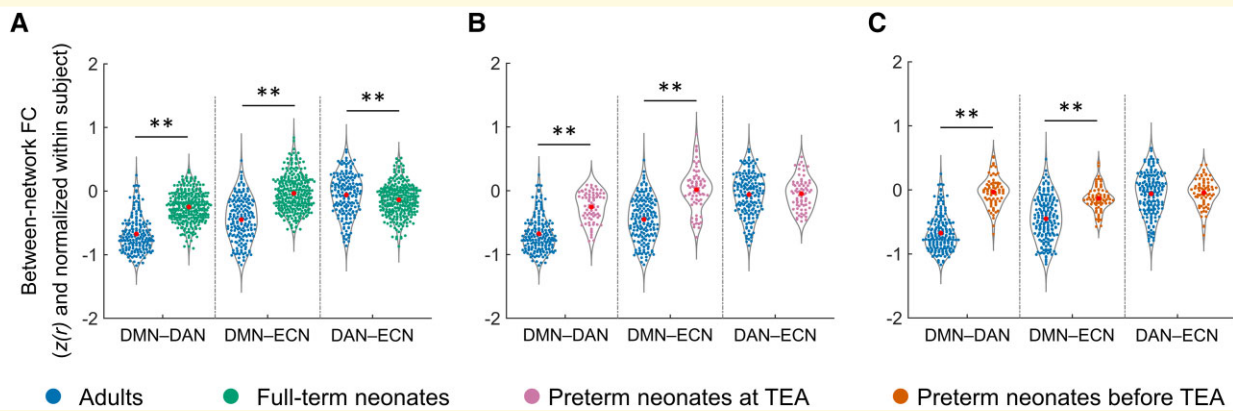 A
B
C
Between-network FC
(z(r) and normalized within subject)
2
1
0
-1
-2
**
**
**
DMN–DAN
DMN–ECN
DAN–ECN
2
1
0
-1
-2
**
**
DMN–DAN
DMN–ECN
DAN–ECN
2
1
0
-1
-2
**
**
DMN–DAN
DMN–ECN
DAN–ECN
Adults
Full-term neonates
Preterm neonates at TEA
Preterm neonates before TEA